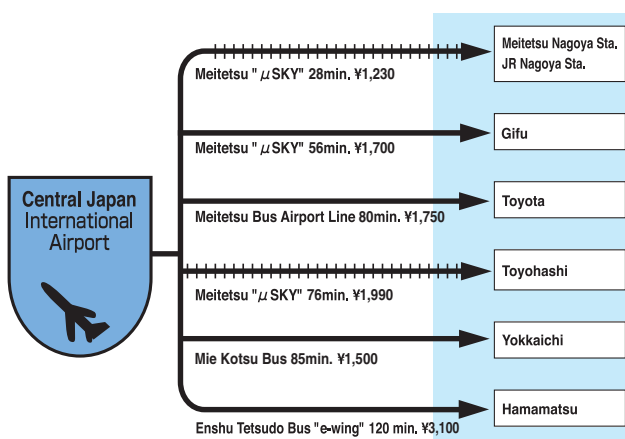 Central Japan
International
Airport
Meitetsu "μSKY" 28min. ¥1,230
Meitetsu Nagoya Sta.
JR Nagoya Sta.
Meitetsu "μSKY" 56min. ¥1,700
Gifu
Meitetsu Bus Airport Line 80min. ¥1,750
Toyota
Meitetsu "μSKY" 76min. ¥1,990
Toyohashi
Mie Kotsu Bus 85min. ¥1,500
Yokkaichi
Enshu Tetsudo Bus "e-wing" 120 min. ¥3,100
Hamamatsu